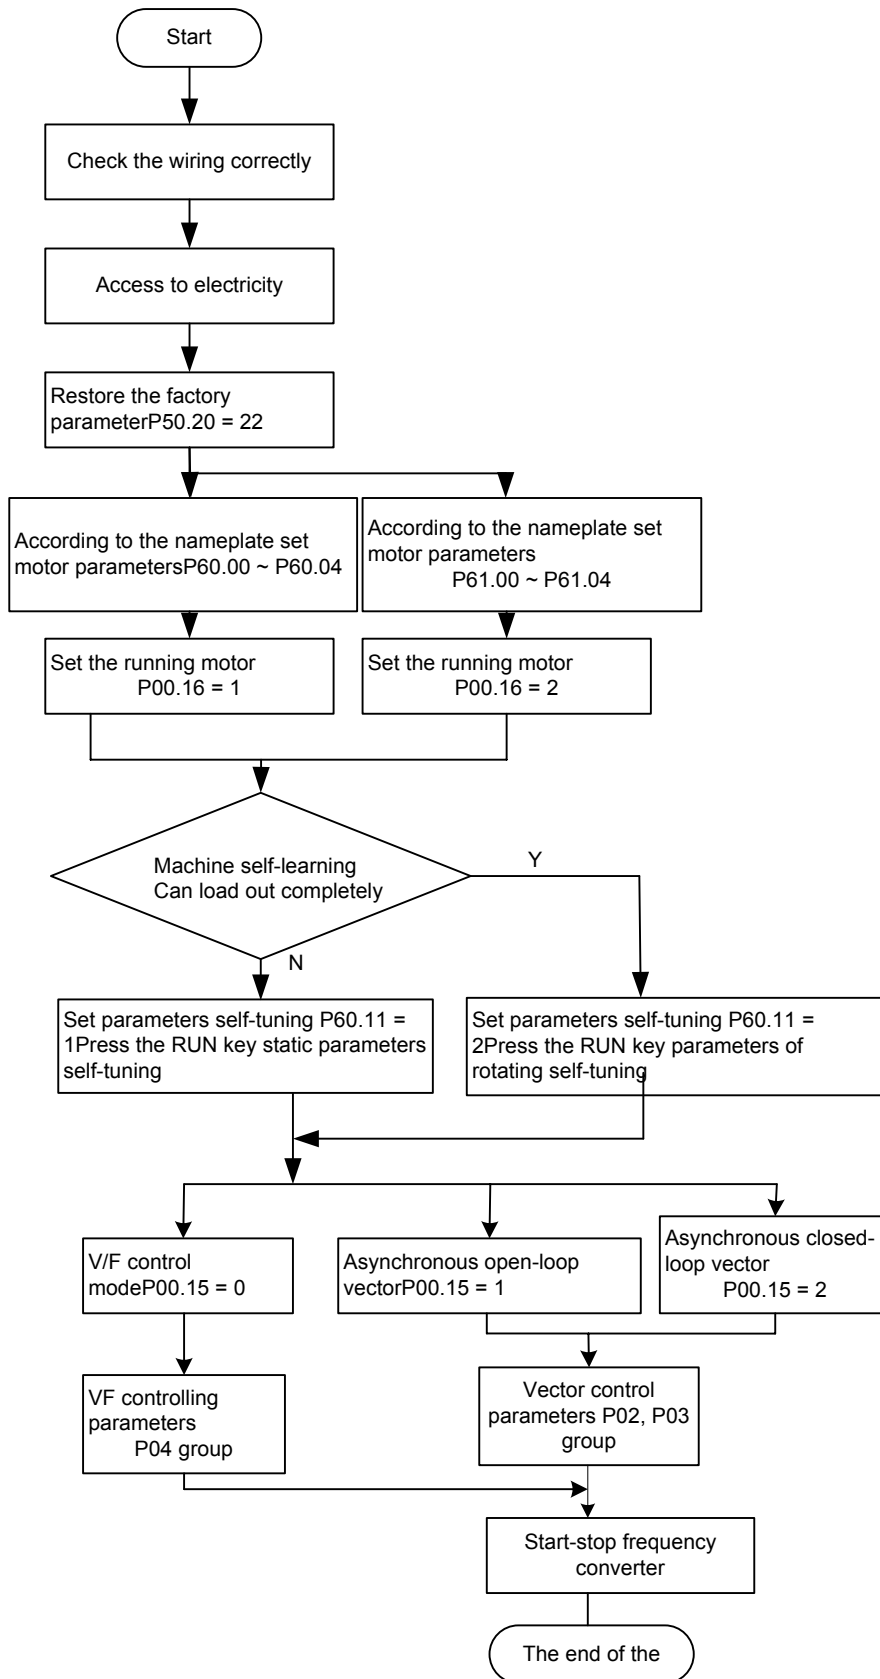 Start
Check the wiring correctly
Access to electricity
Restore the factory
parameterP50.20 = 22
According to the nameplate set
motor parametersP60.00 ~ P60.04
According to the nameplate set
motor parameters
P61.00 ~ P61.04
Set the running motor
P00.16 = 1
Set the running motor
P00.16 = 2
Machine self-learning
Can load out completely
Y
N
Set parameters self-tuning P60.11 =
1Press the RUN key static parameters
self-tuning
Set parameters self-tuning P60.11 =
2Press the RUN key parameters of
rotating self-tuning
V/F control
modeP00.15 = 0
Asynchronous open-loop
vectorP00.15 = 1
Asynchronous closed-
loop vector
P00.15 = 2
VF controlling
parameters
P04 group
Vector control
parameters P02, P03
group
Start-stop frequency
converter
The end of the